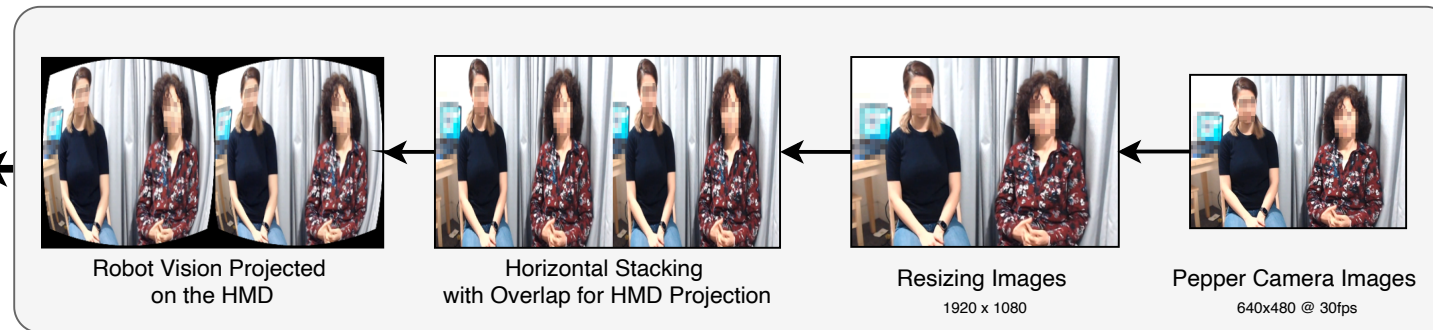 Robot Vision Projected
on the HMD
Horizontal Stacking
with Overlap for HMD Projection
Resizing Images
1920 x 1080
Pepper Camera Images
640x480 @ 30fps